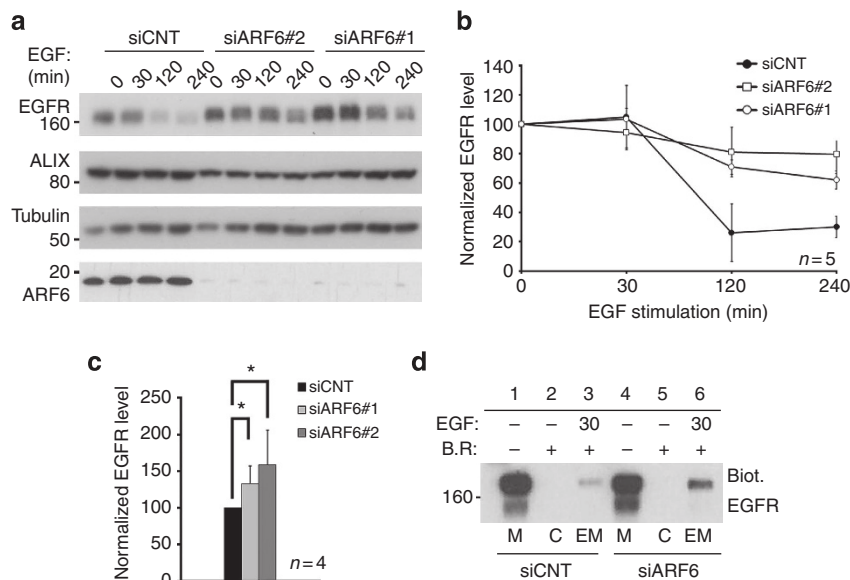 a
siCNT siARF6#2 siARF6#1
EGF:
(min)
0 30 120 240 0 30 120 240 0 30 120 240
EGFR
160
ALIX
80
Tubulin
50
20
ARF6
b
Normalized EGFR level
140
120
100
80
60
40
20
0
0 30 120 240
EGF stimulation (min)
siCNT
siARF6#2
siARF6#1
n=5
c
Normalized EGFR level
250
200
150
100
50
0
* *
siCNT
siARF6#1
siARF6#2
n=4
d
1 2 3 4 5 6
EGF: – – 30 – – 30
B.R: – + + – + +
160
Biot.
EGFR
M C EM M C EM
siCNT siARF6